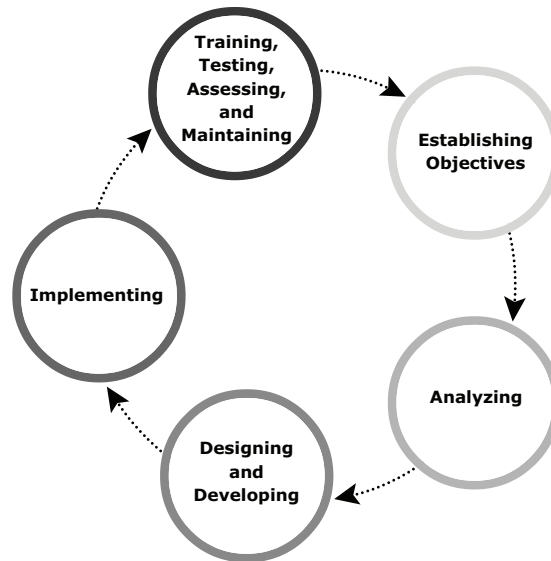 Training,
Testing,
Assessing,
and
Maintaining
Establishing
Objectives
Analyzing
Designing
and
Developing
Implementing